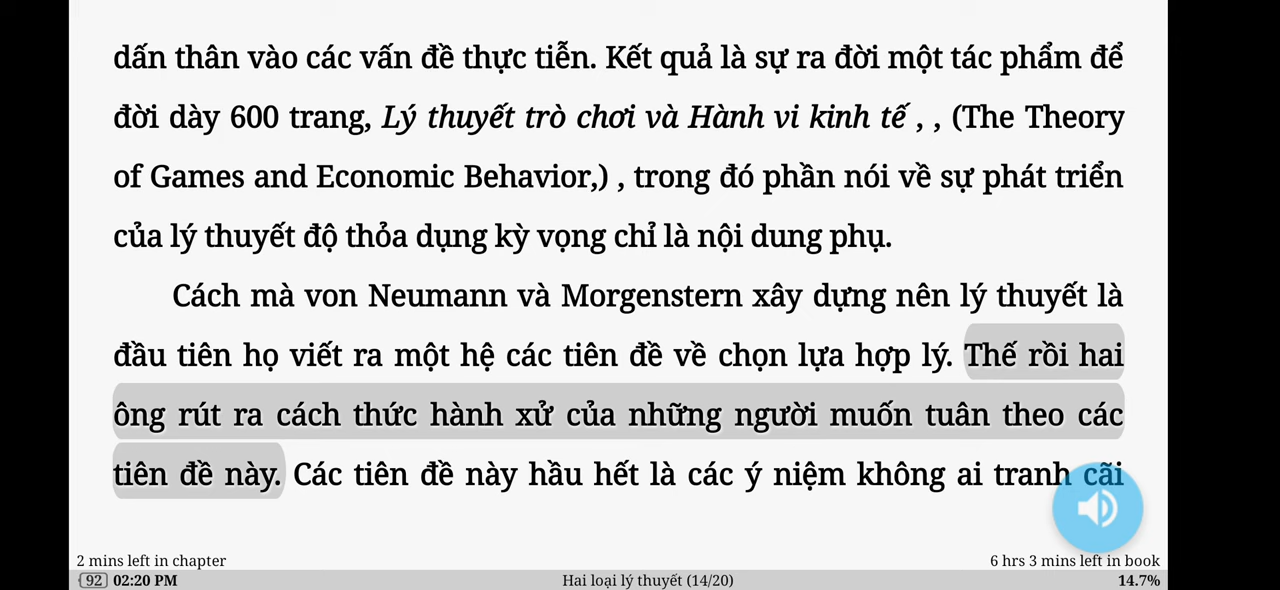 dấn thân vào các vấn đề thực tiễn. Kết quả là sự ra đời một tác phẩm để
đời dày 600 trang, Lý thuyết trò chơi và Hành vi kinh tế , , (The Theory
of Games and Economic Behavior,) , trong đó phần nói về sự phát triển
của lý thuyết độ thỏa dụng kỳ vọng chỉ là nội dung phụ.
Cách mà von Neumann và Morgenstern xây dựng nên lý thuyết là
đầu tiên họ viết ra một hệ các tiên đề về chọn lựa hợp lý. Thế rồi hai
ông rút ra cách thức hành xử của những người muốn tuân theo các
tiên đề này. Các tiên đề này hầu hết là các ý niệm không ai tranh cãi
2 mins left in chapter 6 hrs 3 mins left in book
92 02:20 PM Hai loại lý thuyết (14/20) 14.7%